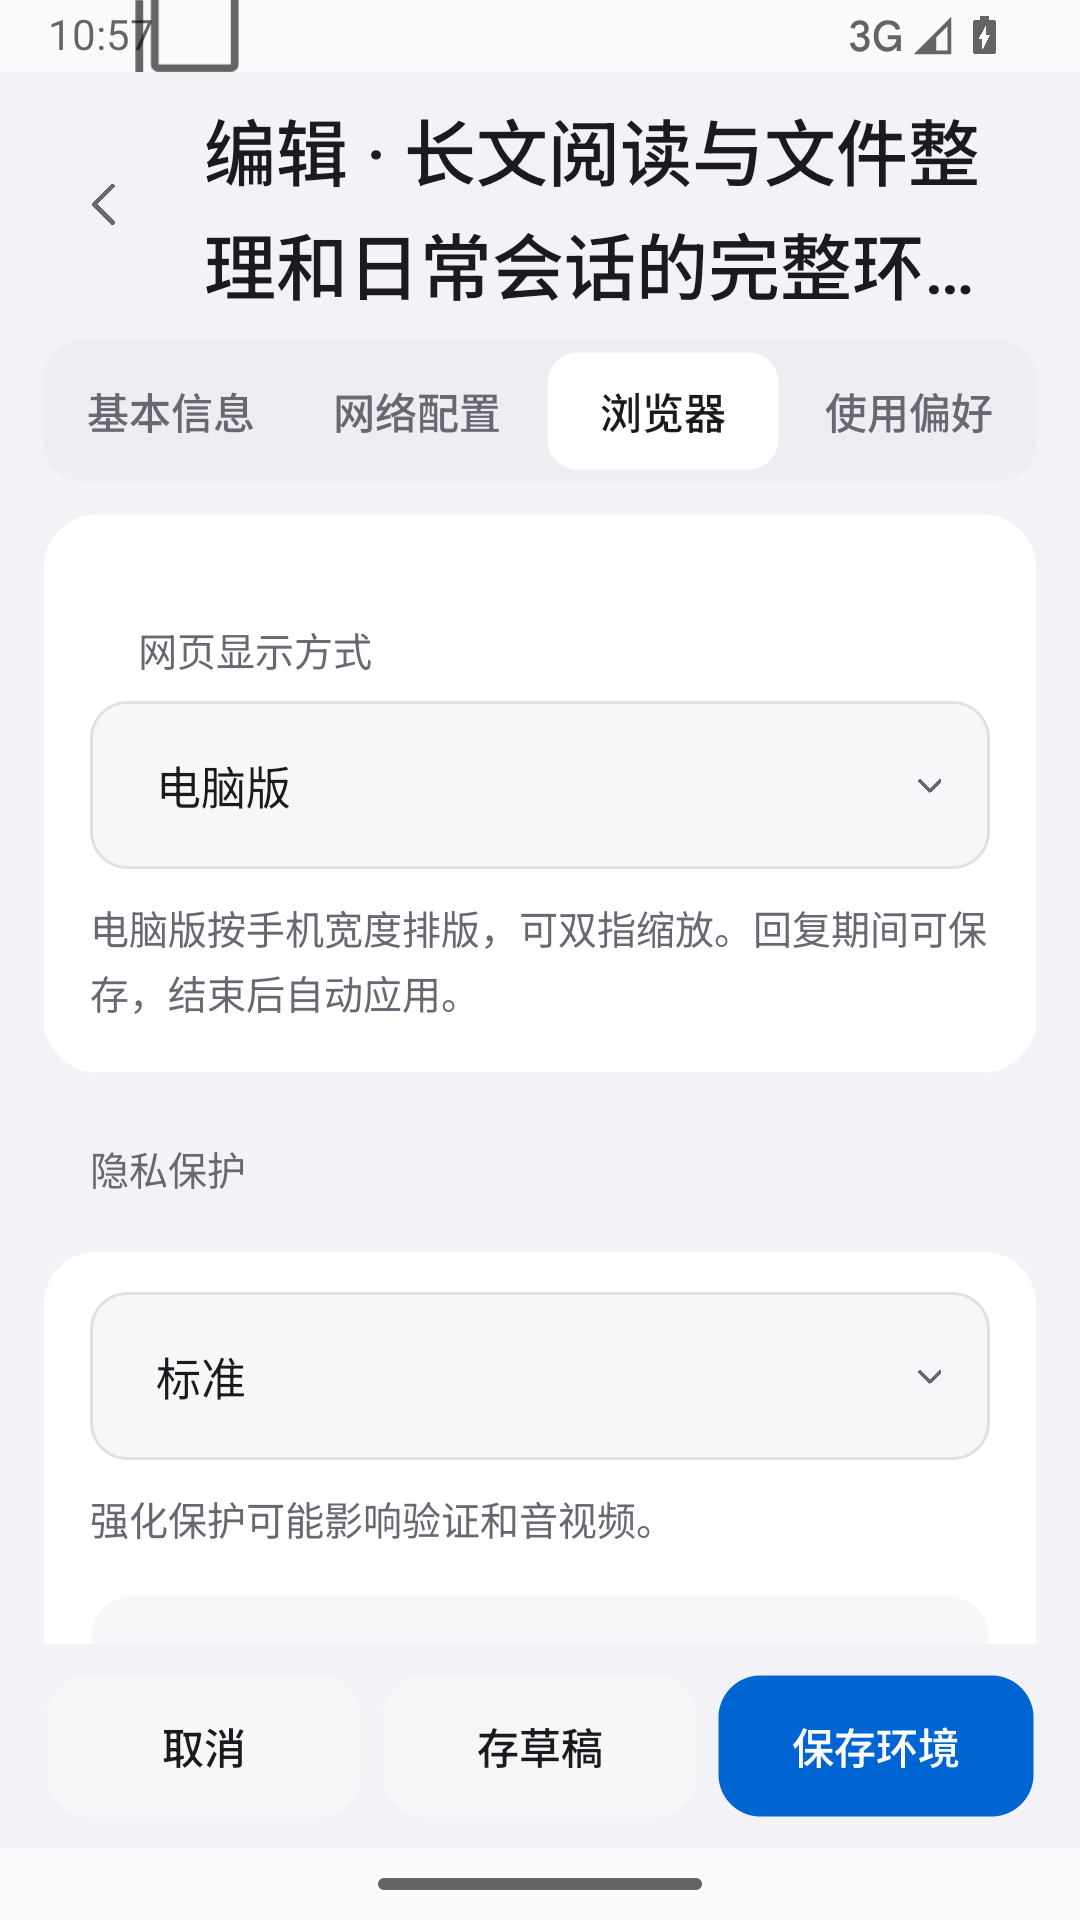 10:57
3G
编辑 · 长文阅读与文件整
理和日常会话的完整环...
基本信息
网络配置
浏览器
使用偏好
网页显示方式
电脑版
电脑版按手机宽度排版，可双指缩放。回复期间可保
存，结束后自动应用。
隐私保护
标准
强化保护可能影响验证和音视频。
取消
存草稿
保存环境